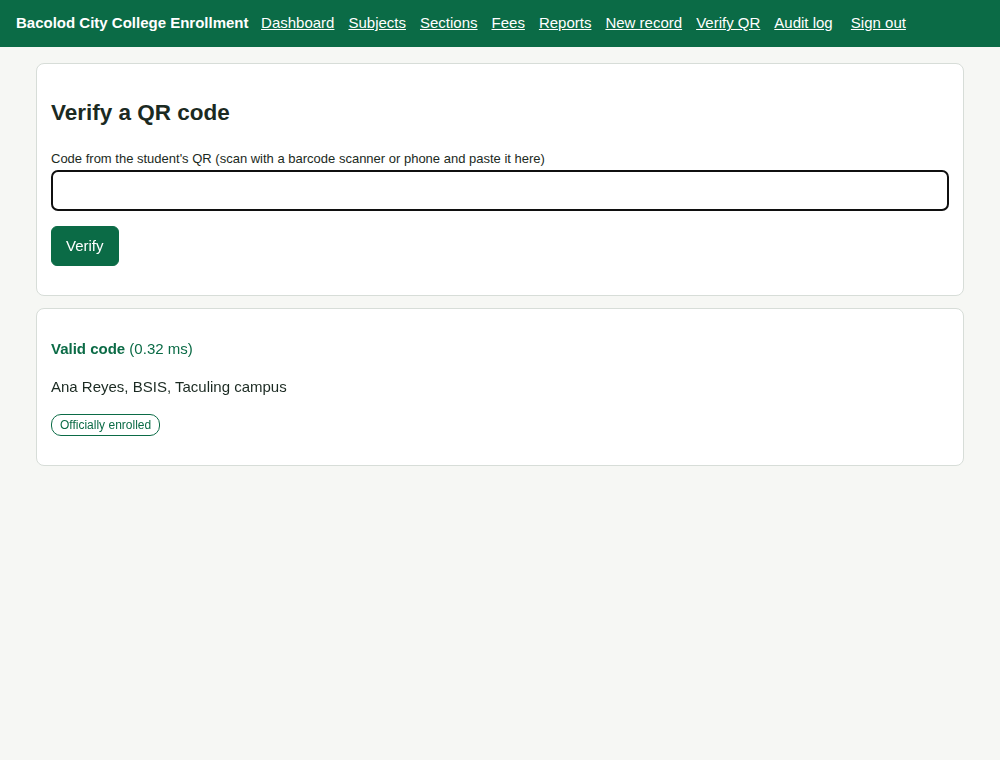 Bacolod City College Enrollment Dashboard Subjects Sections Fees Reports New record Verify QR Audit log Sign out
Verify a QR code
Code from the student's QR (scan with a barcode scanner or phone and paste it here)
Verify
Valid code (0.32 ms)
Ana Reyes, BSIS, Taculing campus
Officially enrolled